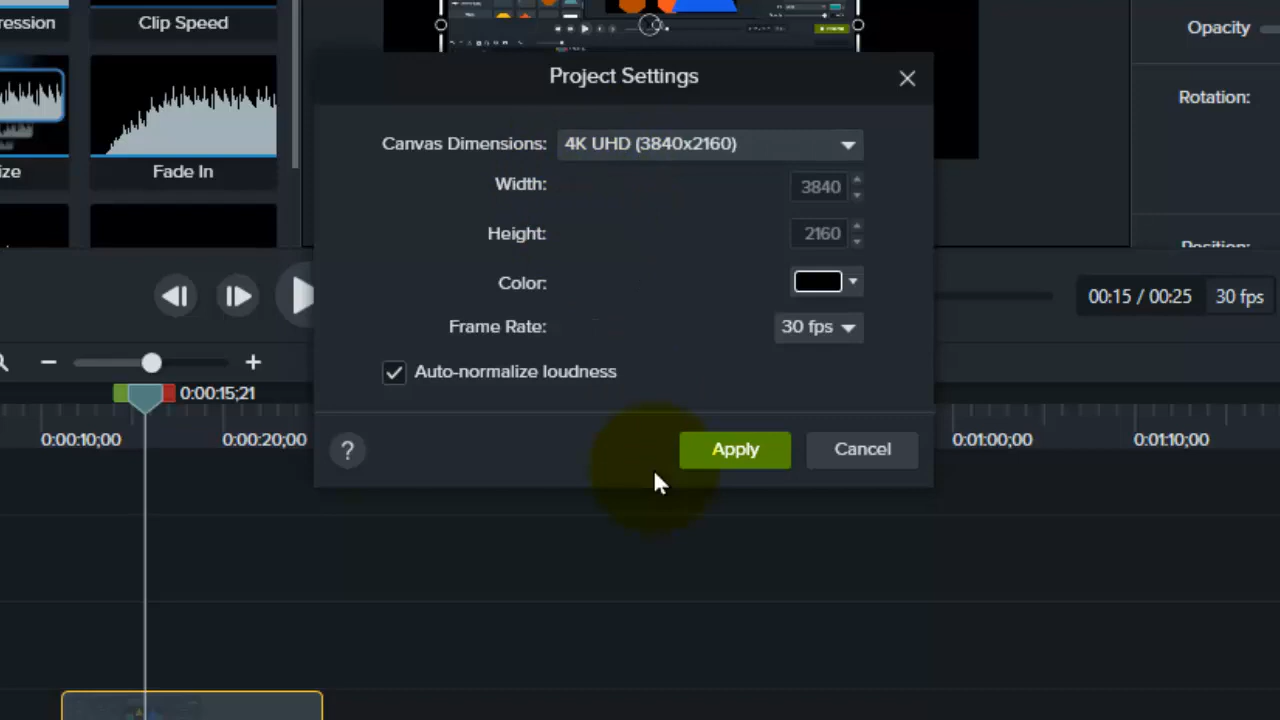 ression
Clip Speed
Opacity
Project Settings
Rotation:
Canvas Dimensions: 4K UHD (3840x2160)
ze
Fade In
Width: 3840
Height: 2160
Position:
Color:
00:15 / 00:25 30 fps
Frame Rate: 30 fps
Auto-normalize loudness
0:00:15;21
0:00:10;00 0:00:20;00 0:01:00;00 0:01:10;00
? Apply Cancel